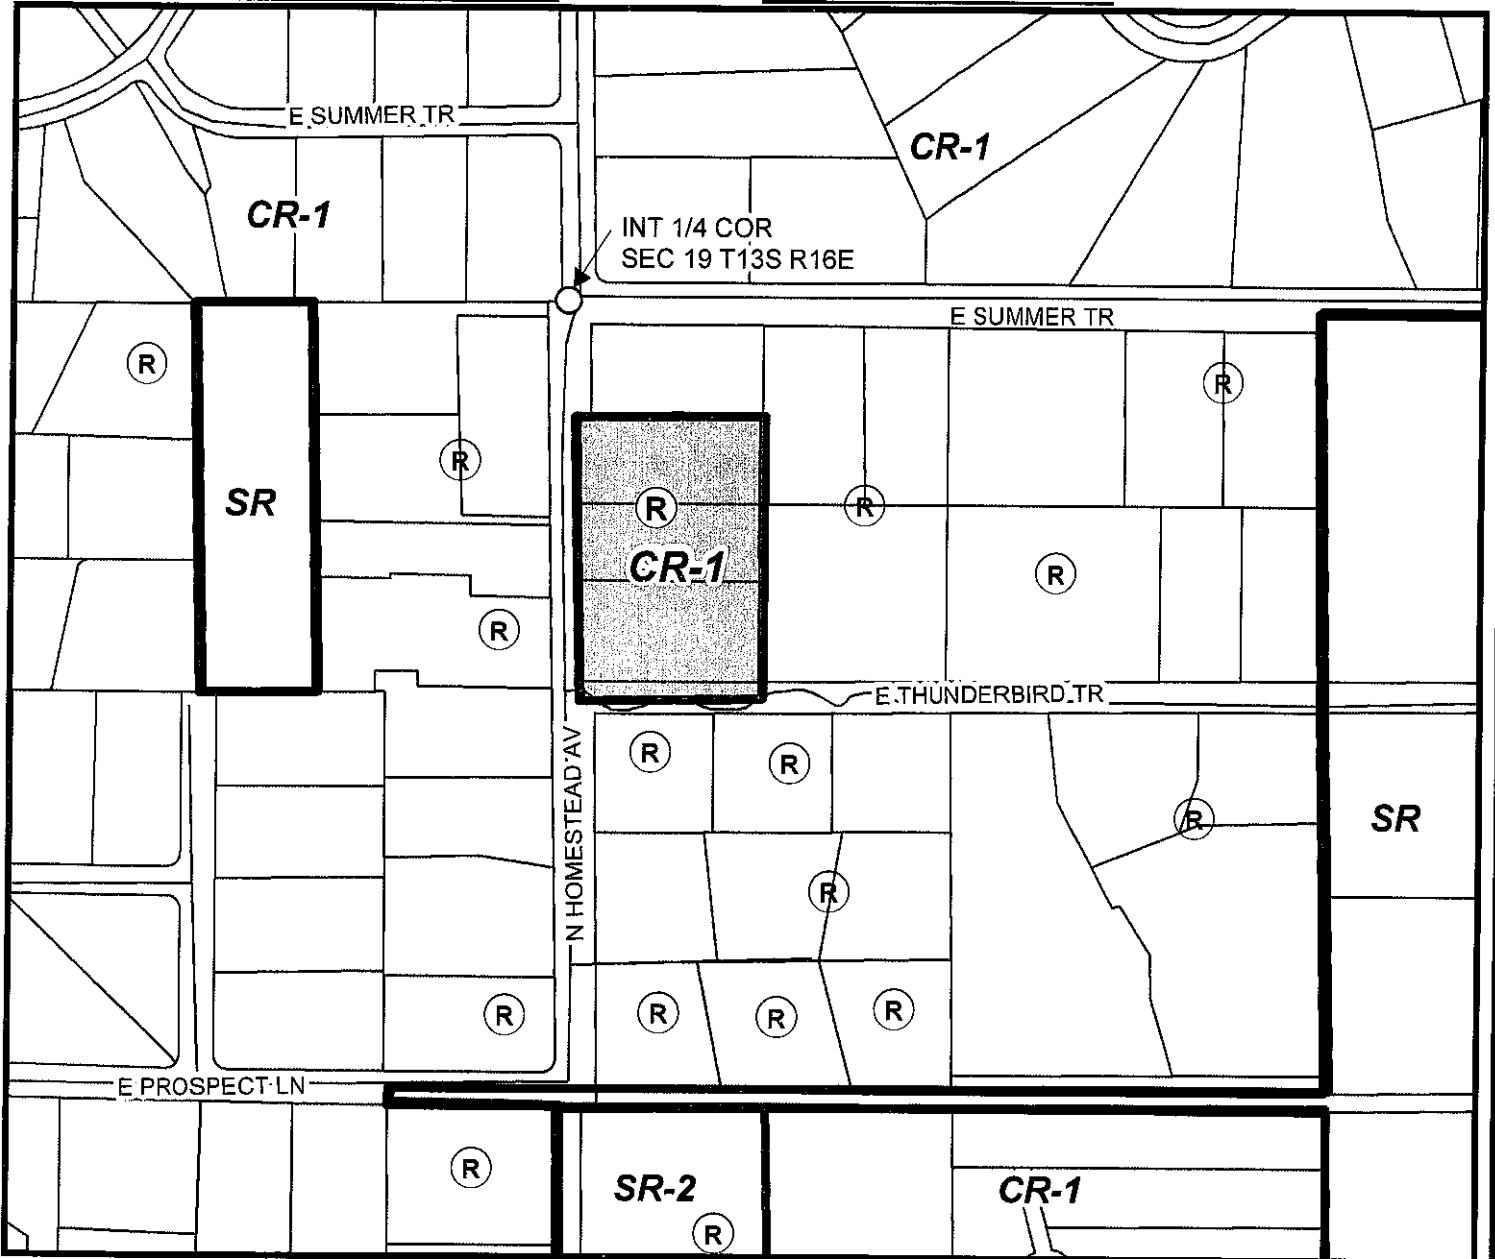 E SUMMER TR
CR-1
CR-1
INT 1/4 COR
SEC 19 T13S R16E
E SUMMER TR
R
R
R
SR
R
R
CR-1
R
R
E THUNDERBIRD TR
N HOMESTEAD AV
R
R
R
SR
R
R
R
R
R
E PROSPECT LN
R
SR-2
CR-1
R